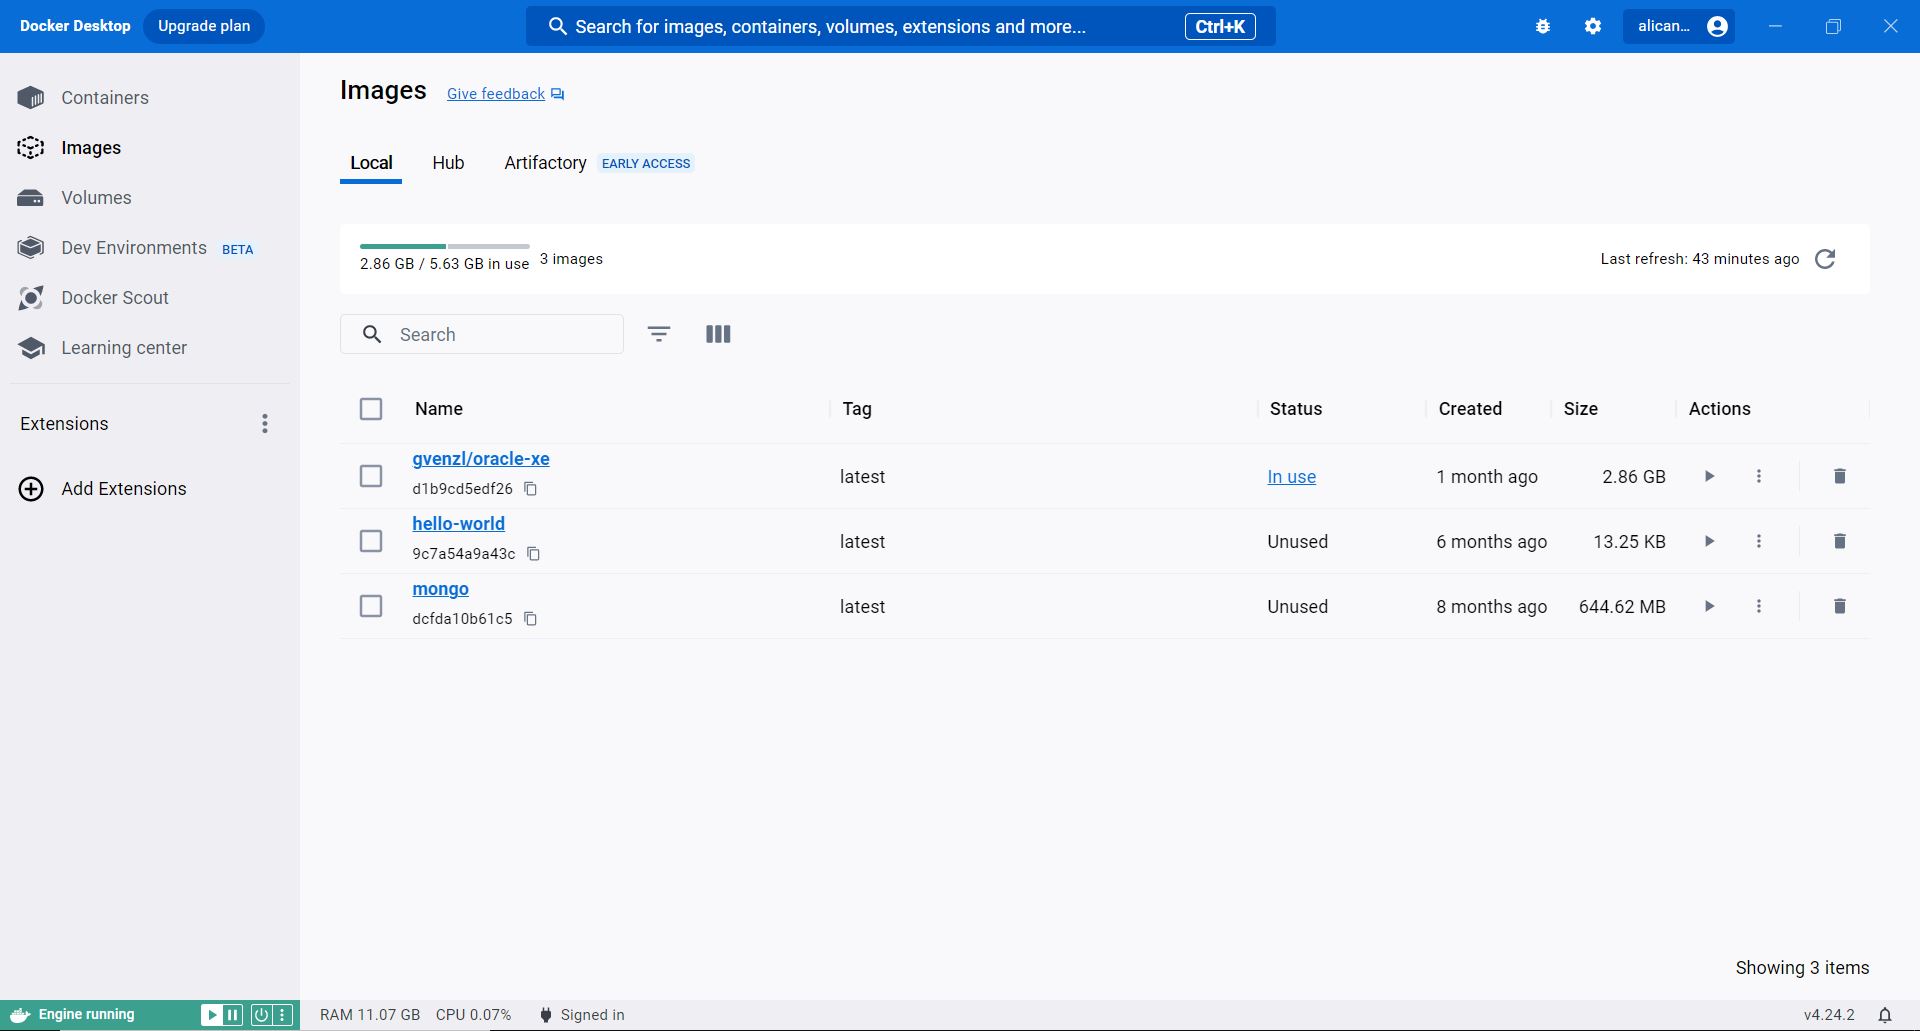 Docker Desktop Upgrade plan Search for images, containers, volumes, extensions and more... Ctrl+K alican...
Containers
Images
Volumes
Dev Environments BETA
Docker Scout
Learning center
Extensions
Add Extensions
Images Give feedback
Local Hub Artifactory EARLY ACCESS
2.86 GB / 5.63 GB in use 3 images Last refresh: 43 minutes ago
Search
Name Tag Status Created Size Actions
gvenzl/oracle-xe
d1b9cd5edf26 latest In use 1 month ago 2.86 GB
hello-world
9c7a54a9a43c latest Unused 6 months ago 13.25 KB
mongo
dcfda10b61c5 latest Unused 8 months ago 644.62 MB
Showing 3 items
Engine running RAM 11.07 GB CPU 0.07% Signed in v4.24.2